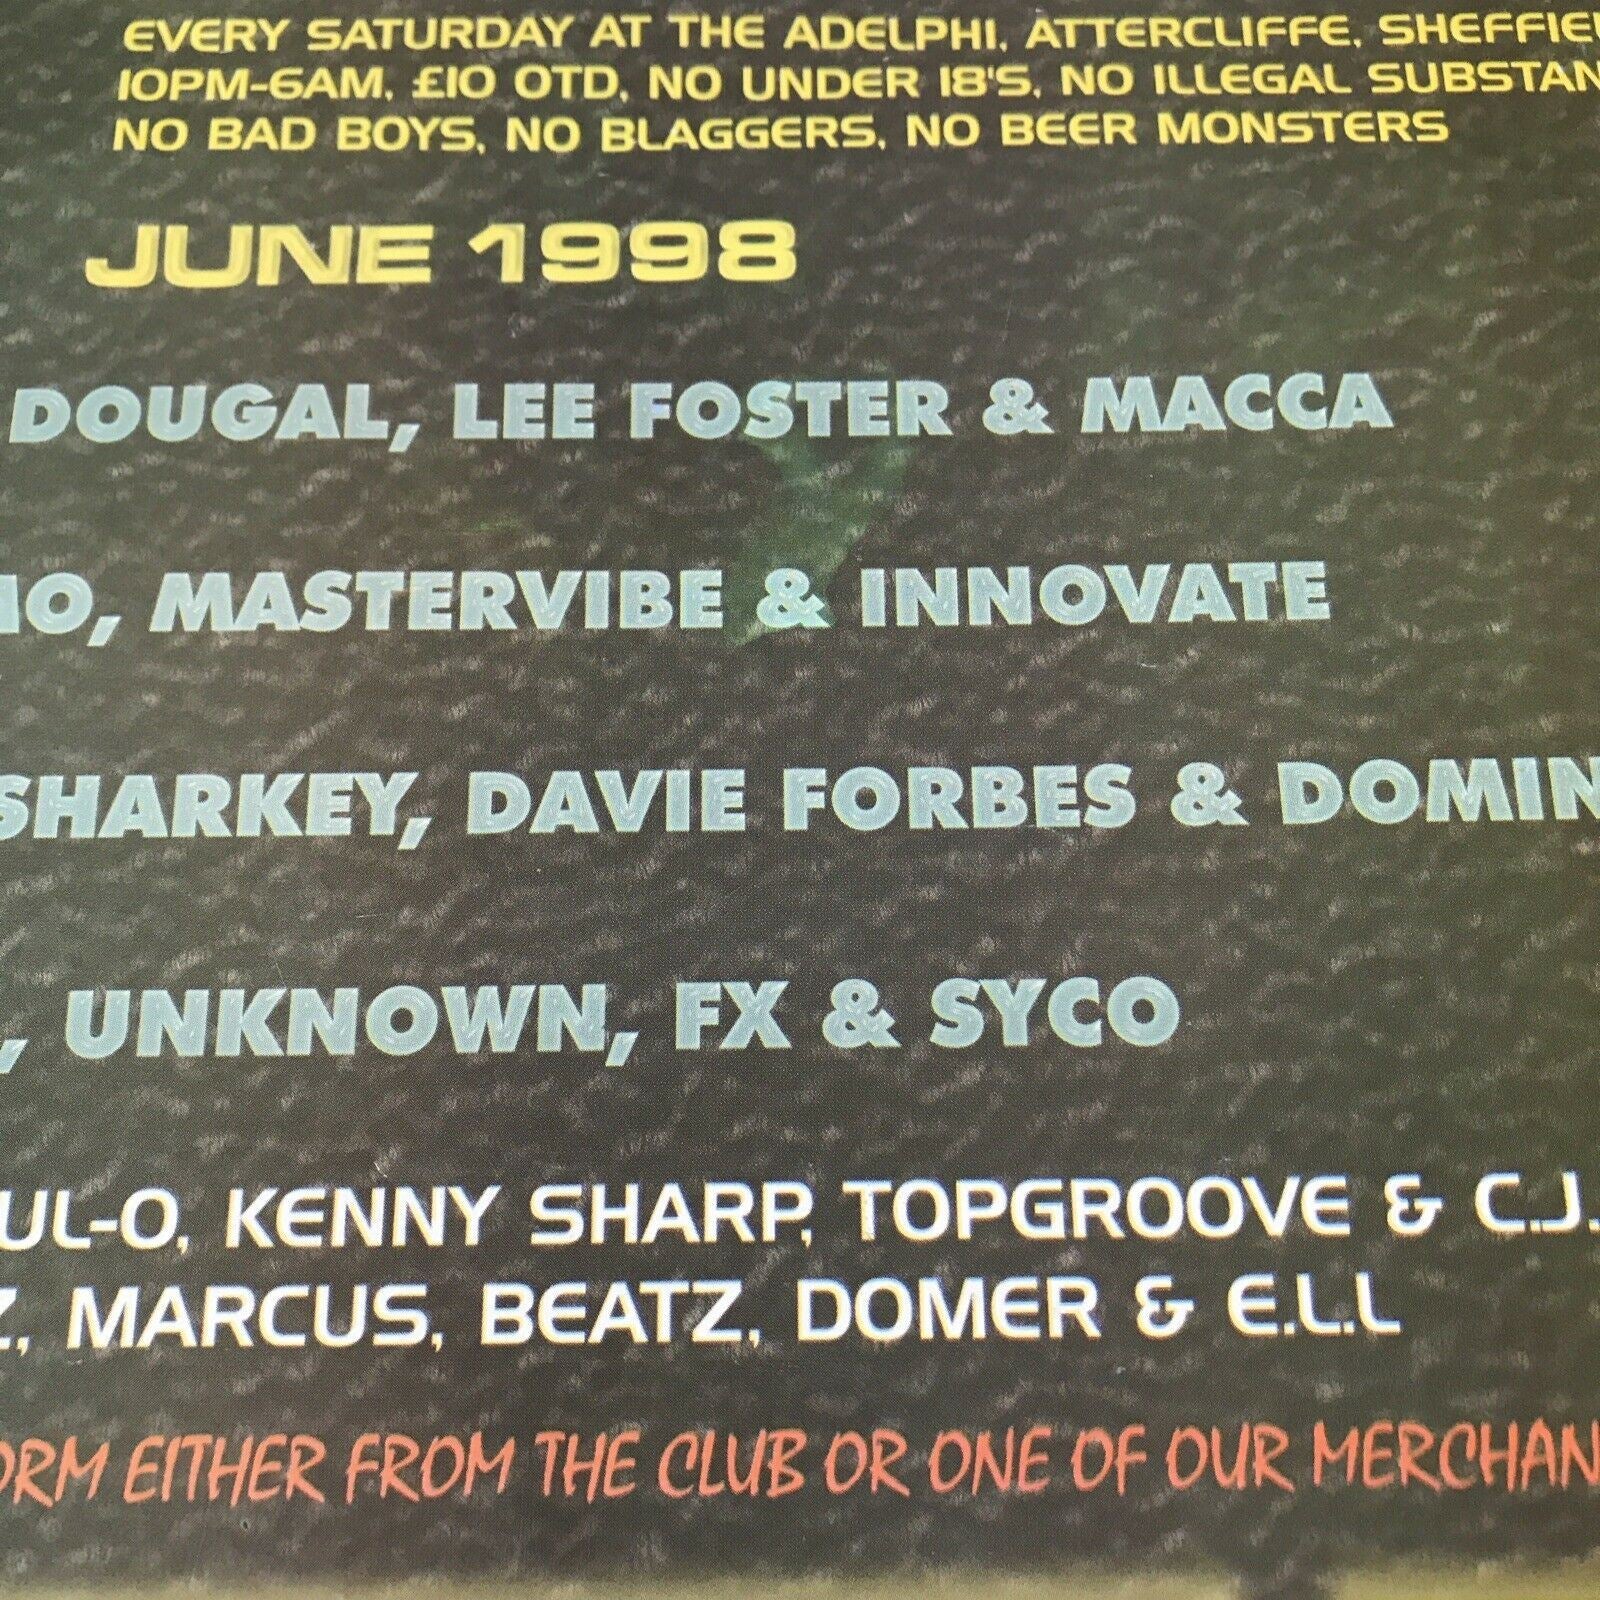 EVERY SATURDAY AT THE ADELPHI, ATTERCLIFFE, SHEFFIE
10PM-6AM, £10 OTD, NO UNDER 18'S, NO ILLEGAL SUBSTAN
NO BAD BOYS, NO BLAGGERS, NO BEER MONSTERS
JUNE 1998
DOUGAL, LEE FOSTER & MACCA
IO, MASTERVIBE & INNOVATE
SHARKEY, DAVIE FORBES & DOMIN
, UNKNOWN, FX & SYCO
UL-O, KENNY SHARP, TOPGROOVE & C.J.
Z, MARCUS, BEATZ, DOMER & E.L.L
ORM EITHER FROM THE CLUB OR ONE OF OUR MERCHAN